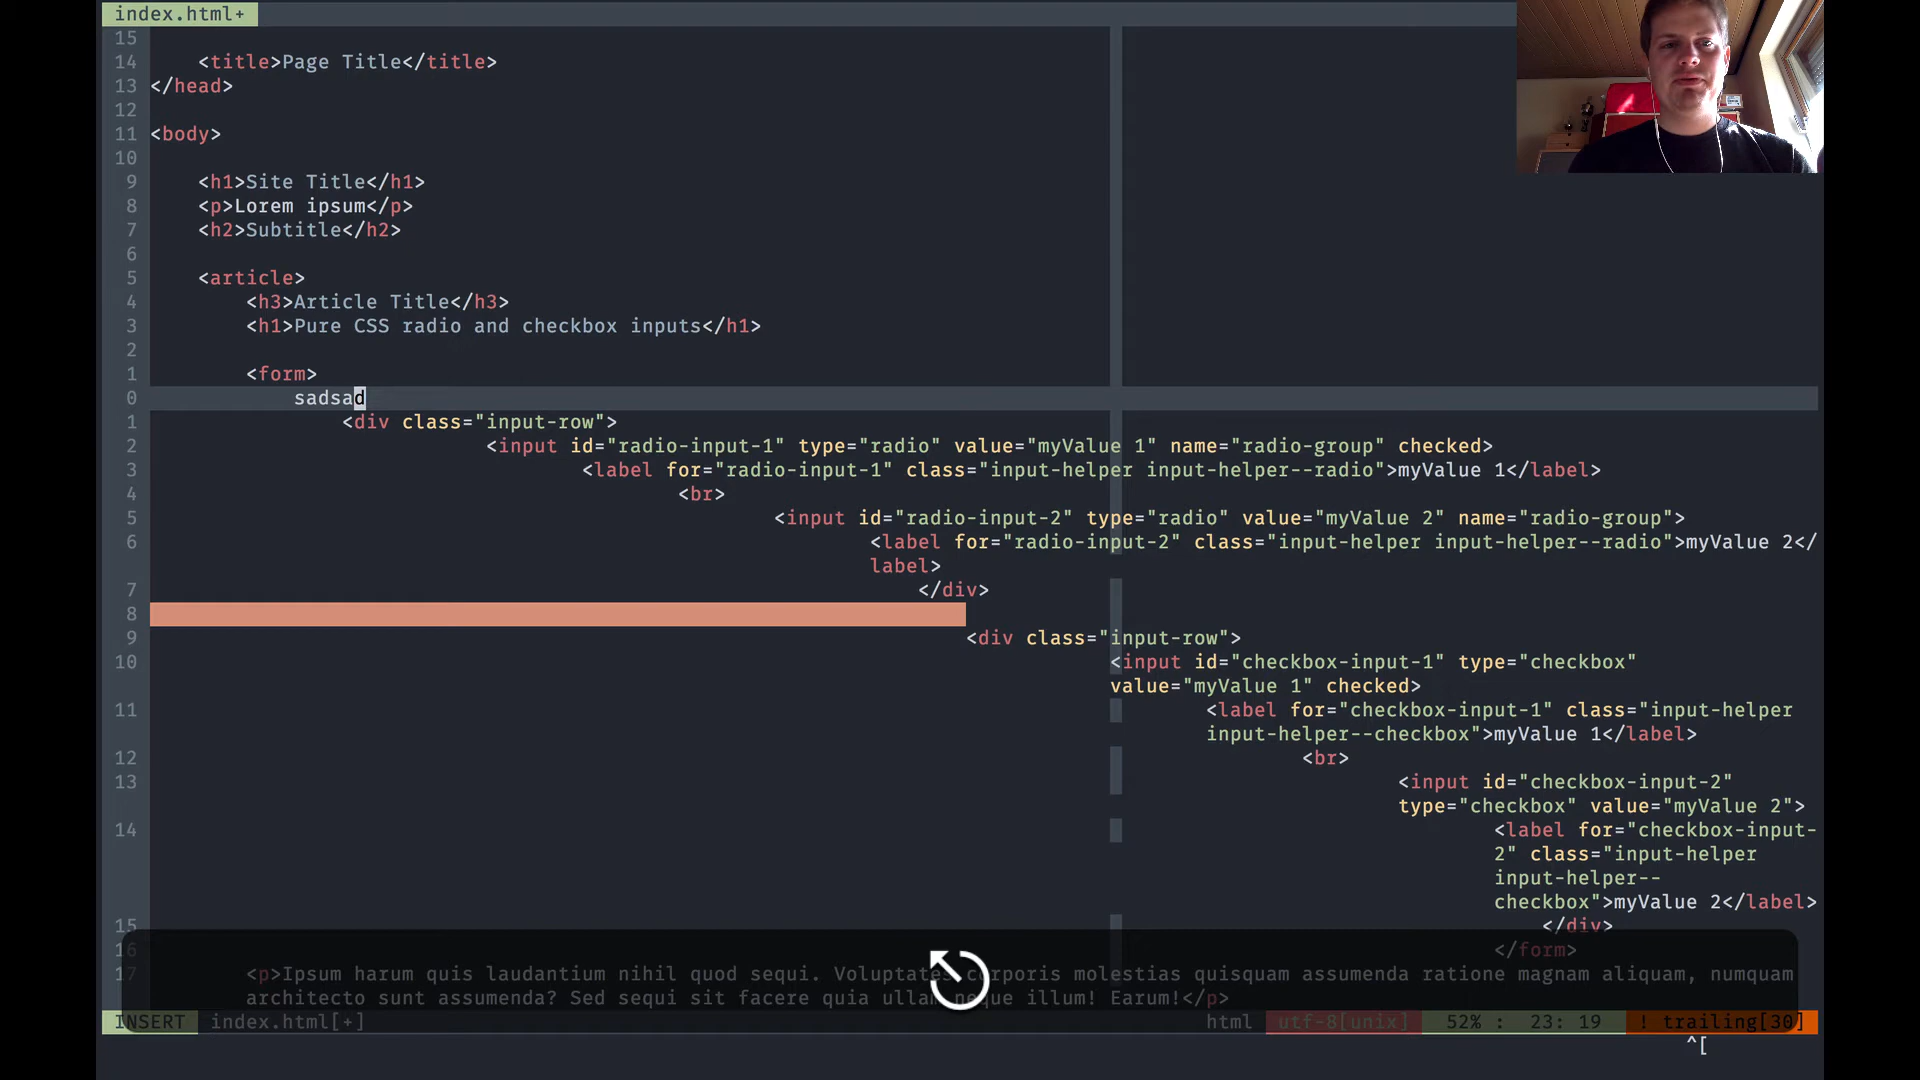 index.html+
15
14 <title>Page Title</title>
13 </head>
12
11 <body>
10
9 <h1>Site Title</h1>
8 <p>Lorem ipsum</p>
7 <h2>Subtitle</h2>
6
5 <article>
4 <h3>Article Title</h3>
3 <h1>Pure CSS radio and checkbox inputs</h1>
2
1 <form>
0 sadsad
1 <div class="input-row">
2 <input id="radio-input-1" type="radio" value="myValue 1" name="radio-group" checked>
3 <label for="radio-input-1" class="input-helper input-helper--radio">myValue 1</label>
4 <br>
5 <input id="radio-input-2" type="radio" value="myValue 2" name="radio-group">
6 <label for="radio-input-2" class="input-helper input-helper--radio">myValue 2</
label>
7 </div>
8
9 <div class="input-row">
10 <input id="checkbox-input-1" type="checkbox"
value="myValue 1" checked>
11 <label for="checkbox-input-1" class="input-helper
input-helper--checkbox">myValue 1</label>
12 <br>
13 <input id="checkbox-input-2"
type="checkbox" value="myValue 2">
14 <label for="checkbox-input-
2" class="input-helper
input-helper--
checkbox">myValue 2</label>
15 </div>
16 </form>
17 <p>Ipsum harum quis laudantium nihil quod sequi. Voluptates corporis molestias quisquam assumenda ratione magnam aliquam, numquam
architecto sunt assumenda? Sed sequi sit facere quia ullam neque illum! Earum!</p>
INSERT index.html[+] html utf-8[unix] 52% : 23: 19 ! trailing[30]
^[